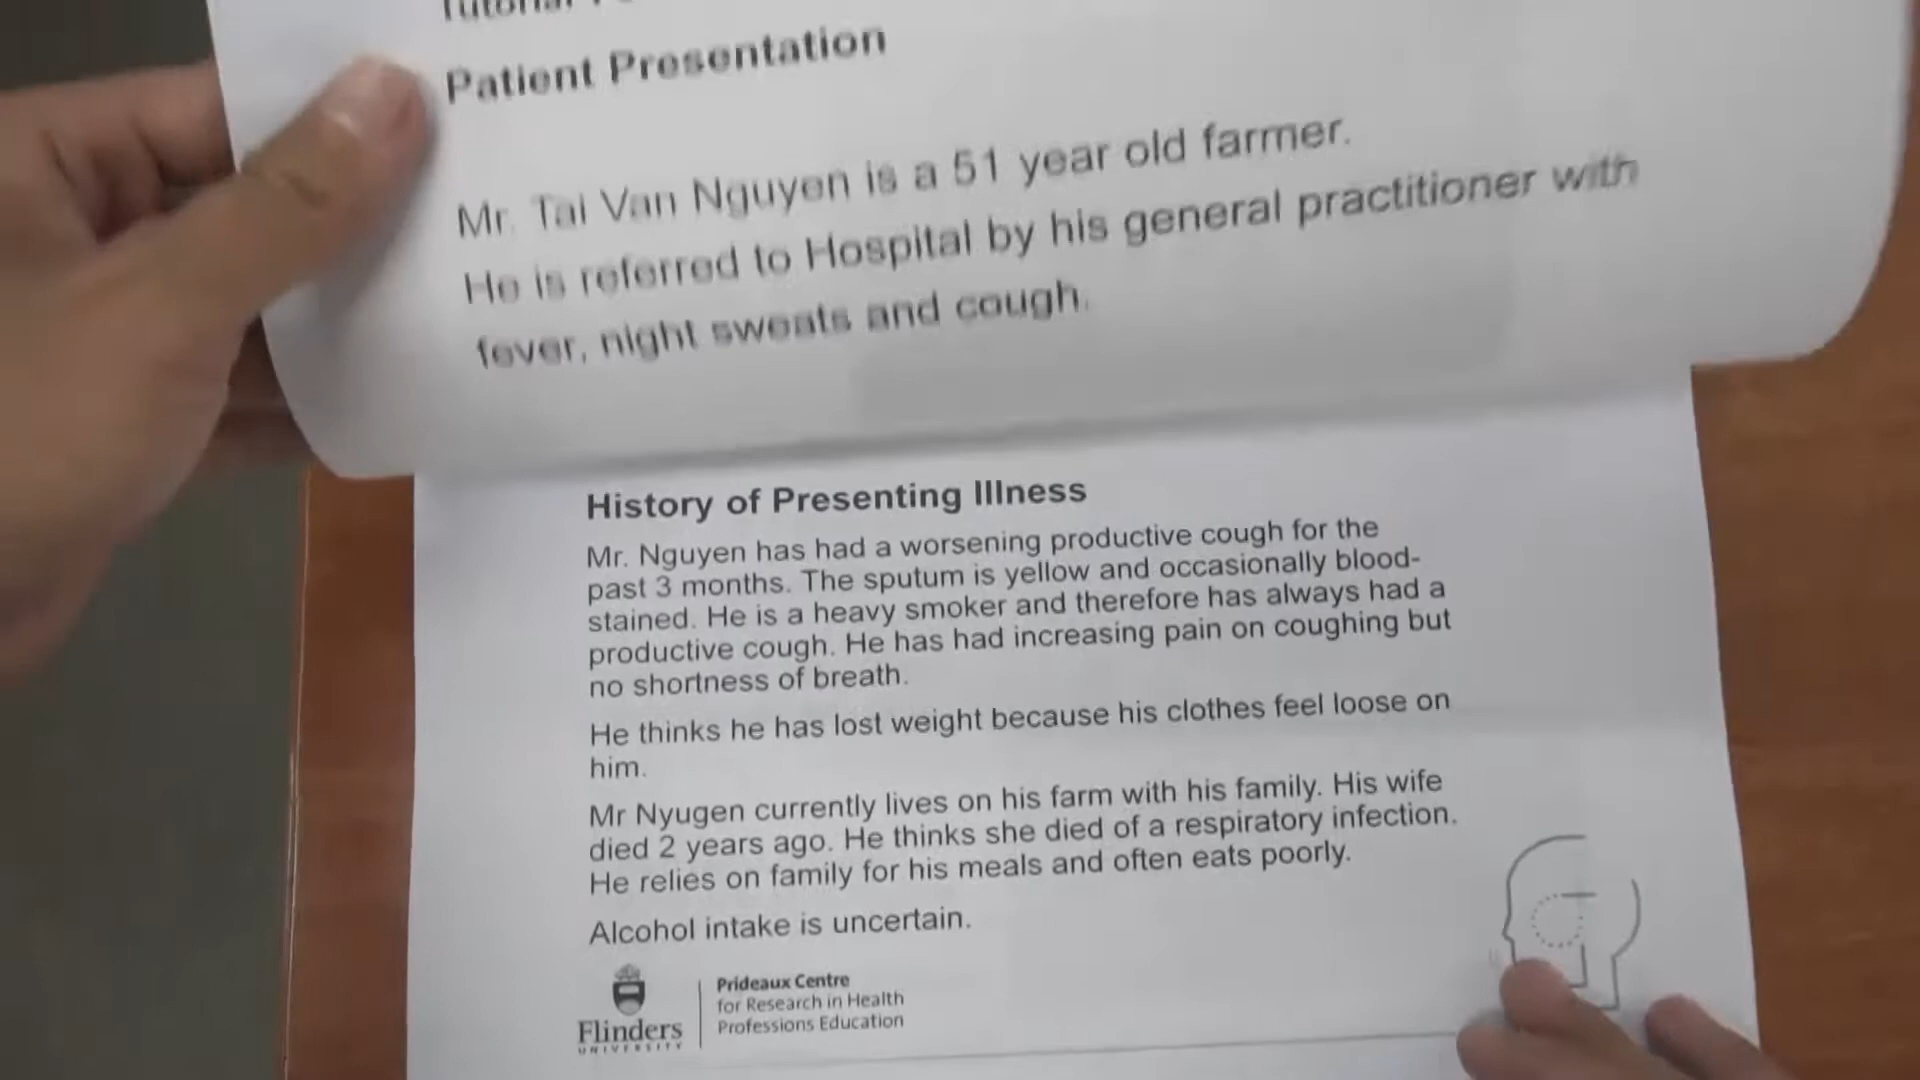 Tutorial
Patient Presentation
Mr. Tai Van Nguyen is a 51 year old farmer.
He is referred to Hospital by his general practitioner with
fever, night sweats and cough.
History of Presenting Illness
Mr. Nguyen has had a worsening productive cough for the
past 3 months. The sputum is yellow and occasionally blood-
stained. He is a heavy smoker and therefore has always had a
productive cough. He has had increasing pain on coughing but
no shortness of breath.
He thinks he has lost weight because his clothes feel loose on
him.
Mr Nyugen currently lives on his farm with his family. His wife
died 2 years ago. He thinks she died of a respiratory infection.
He relies on family for his meals and often eats poorly.
Alcohol intake is uncertain.
Prideaux Centre
for Research in Health
Professions Education
Flinders
UNIVERSITY